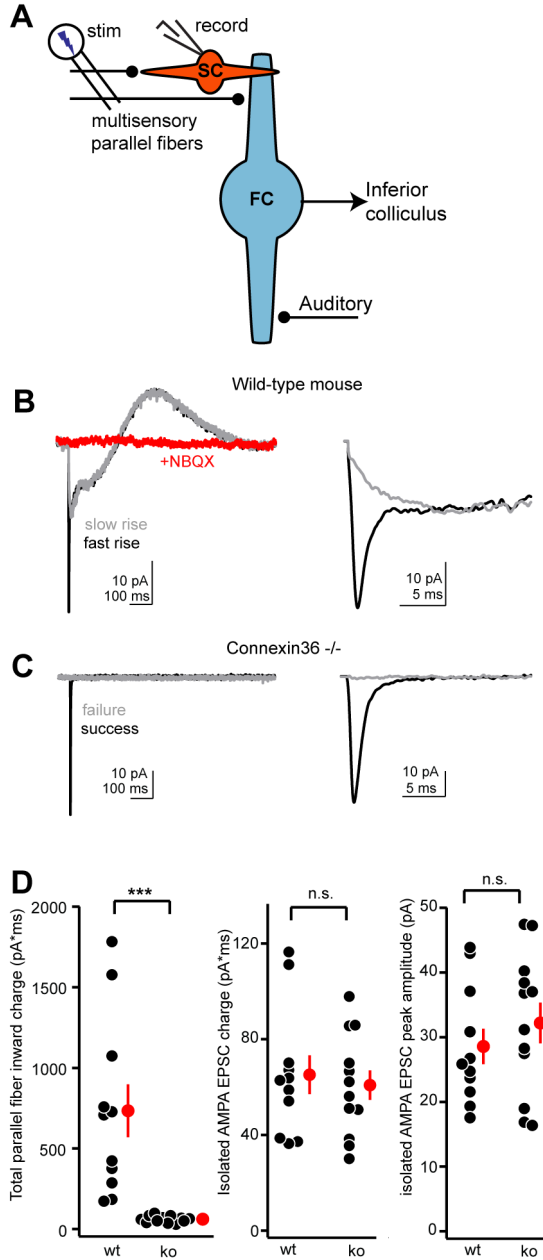 A
stim
record
SC
multisensory
parallel fibers
FC
Inferior
colliculus
Auditory
Wild-type mouse
B
+NBQX
slow rise
fast rise
10 pA
100 ms
10 pA
5 ms
Connexin36 -/-
C
failure
success
10 pA
100 ms
10 pA
5 ms
D
Total parallel fiber inward charge (pA*ms)
2000
1500
1000
500
0
***
wt
ko
Isolated AMPA EPSC charge (pA*ms)
120
80
40
0
n.s.
wt
ko
isolated AMPA EPSC peak amplitude (pA)
50
40
30
20
10
0
n.s.
wt
ko